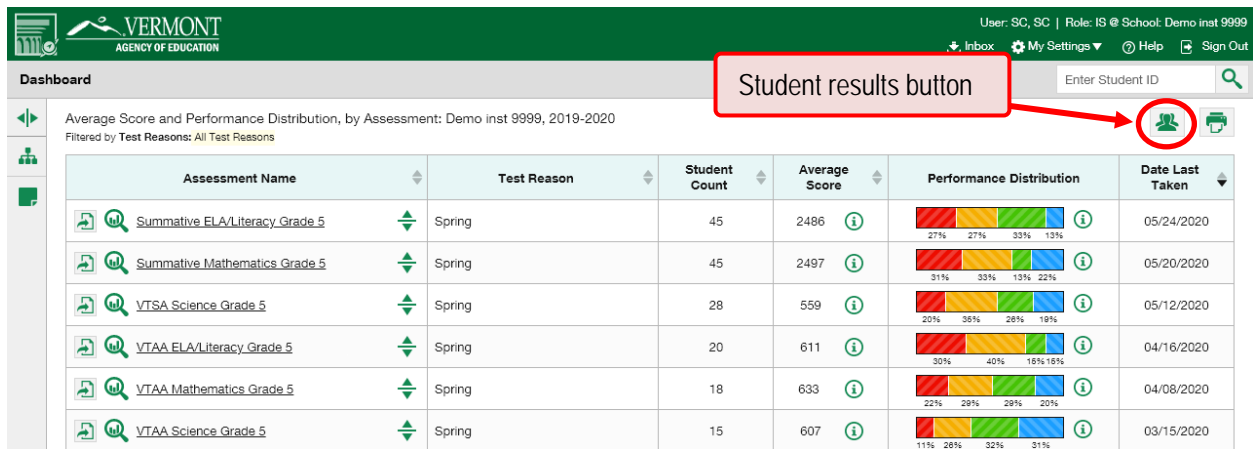 VERMONT
AGENCY OF EDUCATION
User: SC, SC | Role: IS @ School: Demo inst 9999
Inbox My Settings Help Sign Out
Dashboard
Student results button
Enter Student ID
Average Score and Performance Distribution, by Assessment: Demo inst 9999, 2019-2020
Filtered by Test Reasons: All Test Reasons
Assessment Name Test Reason Student Count Average Score Performance Distribution Date Last Taken
Summative ELA/Literacy Grade 5 Spring 45 2486 05/24/2020
27% 27% 33% 13%
Summative Mathematics Grade 5 Spring 45 2497 05/20/2020
31% 33% 13% 22%
VTSA Science Grade 5 Spring 28 559 05/12/2020
20% 35% 26% 19%
VTAA ELA/Literacy Grade 5 Spring 20 611 04/16/2020
30% 40% 15% 15%
VTAA Mathematics Grade 5 Spring 18 633 04/08/2020
22% 29% 29% 20%
VTAA Science Grade 5 Spring 15 607 03/15/2020
11% 26% 32% 31%